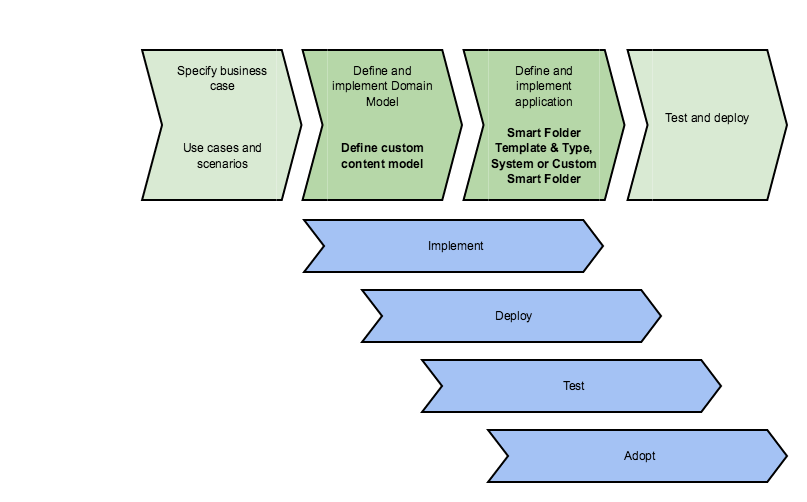 Specify business
case
Use cases and
scenarios
Define and
implement Domain
Model
Define custom
content model
Define and
implement
application
Smart Folder
Template & Type,
System or Custom
Smart Folder
Test and deploy
Implement
Deploy
Test
Adopt